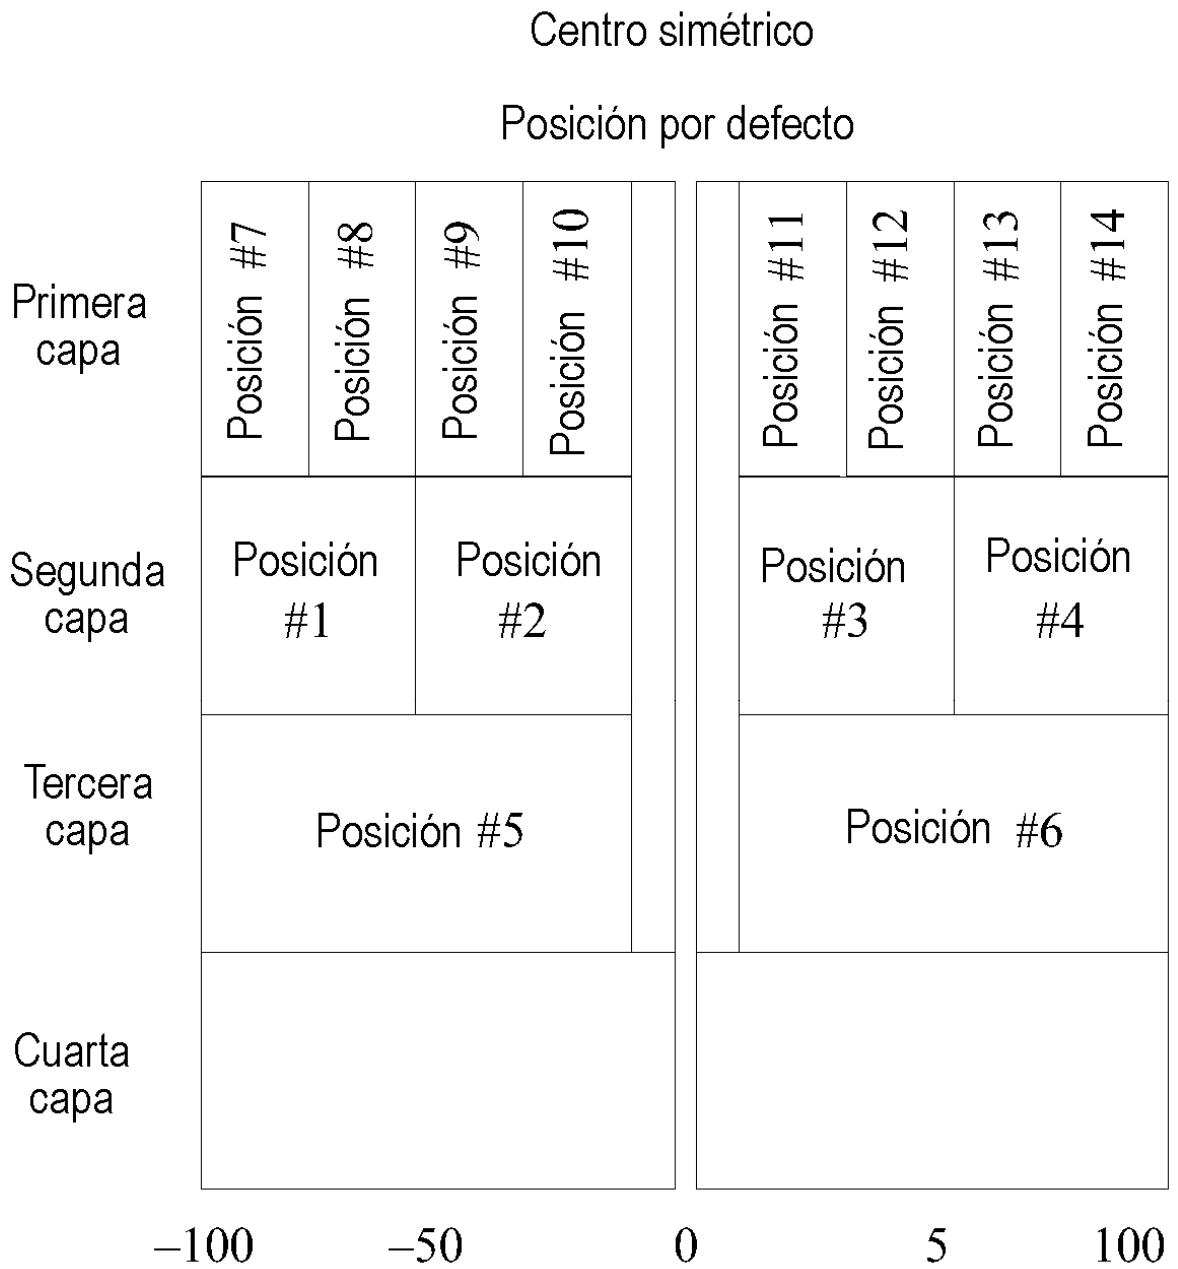 Centro simétrico
Posición por defecto
Primera
capa
Posición #7
Posición #8
Posición #9
Posición #10
Posición #11
Posición #12
Posición #13
Posición #14
Segunda
capa
Posición
#1
Posición
#2
Posición
#3
Posición
#4
Tercera
capa
Posición #5
Posición #6
Cuarta
capa
–100 –50 0 5 100